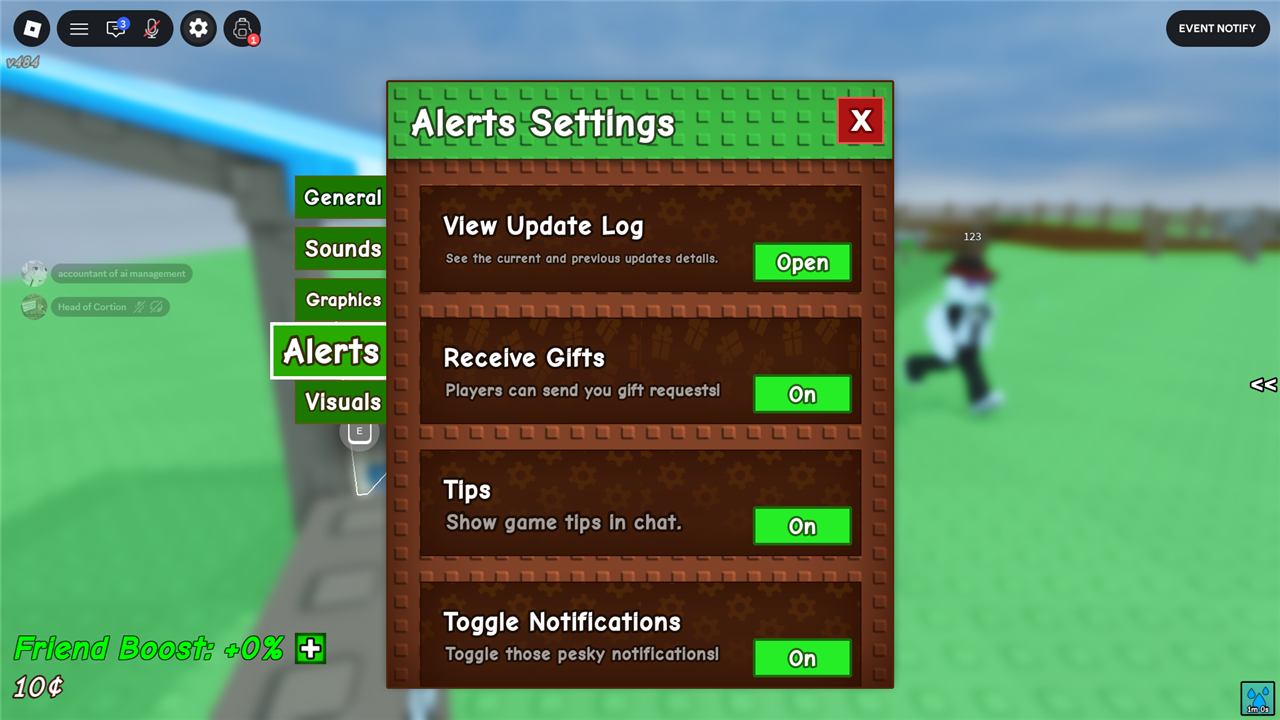 3
1
EVENT NOTIFY
v484
Alerts Settings
X
General
Sounds
Graphics
Alerts
Visuals
View Update Log
See the current and previous updates details.
Open
Receive Gifts
Players can send you gift requests!
On
Tips
Show game tips in chat.
On
Toggle Notifications
Toggle those pesky notifications!
On
accountant of ai management
Head of Cortion
123
<<
E
Friend Boost: +0%
10¢
1m 0s